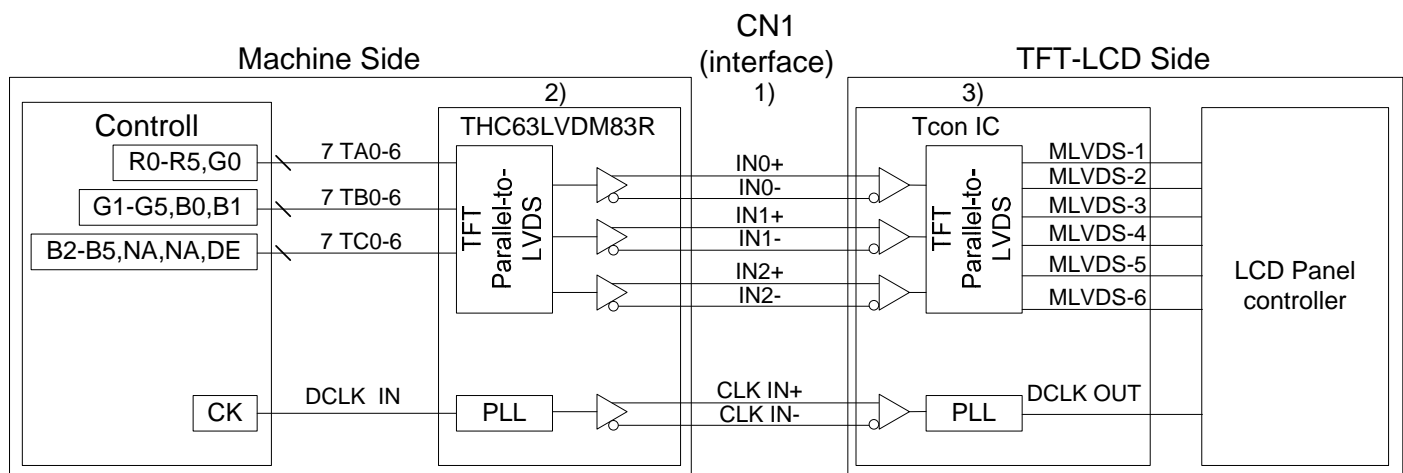 CN1
(interface)
1)
Machine Side
TFT-LCD Side
2)
3)
Controll
THC63LVDM83R
Tcon IC
R0-R5,G0
7 TA0-6
G1-G5,B0,B1
7 TB0-6
B2-B5,NA,NA,DE
7 TC0-6
TFT
Parallel-to-
LVDS
IN0+
IN0-
IN1+
IN1-
IN2+
IN2-
TFT
Parallel-to-
LVDS
MLVDS-1
MLVDS-2
MLVDS-3
MLVDS-4
MLVDS-5
MLVDS-6
LCD Panel
controller
CK
DCLK IN
PLL
CLK IN+
CLK IN-
PLL
DCLK OUT